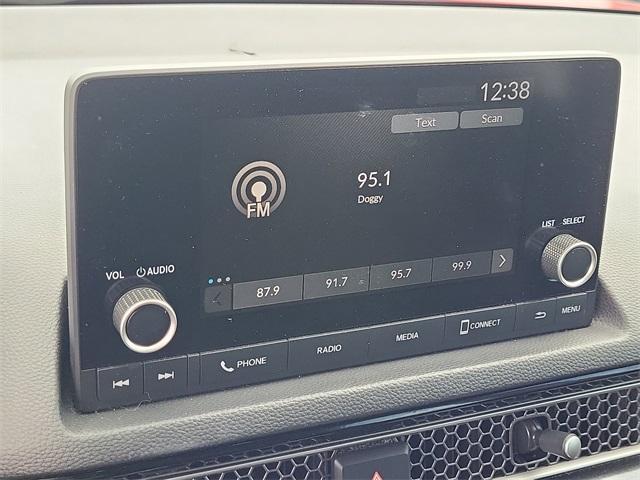 12:38
Text Scan
95.1
Doggy
FM
LIST SELECT
VOL AUDIO
87.9 91.7 95.7 99.9
PHONE RADIO MEDIA CONNECT MENU